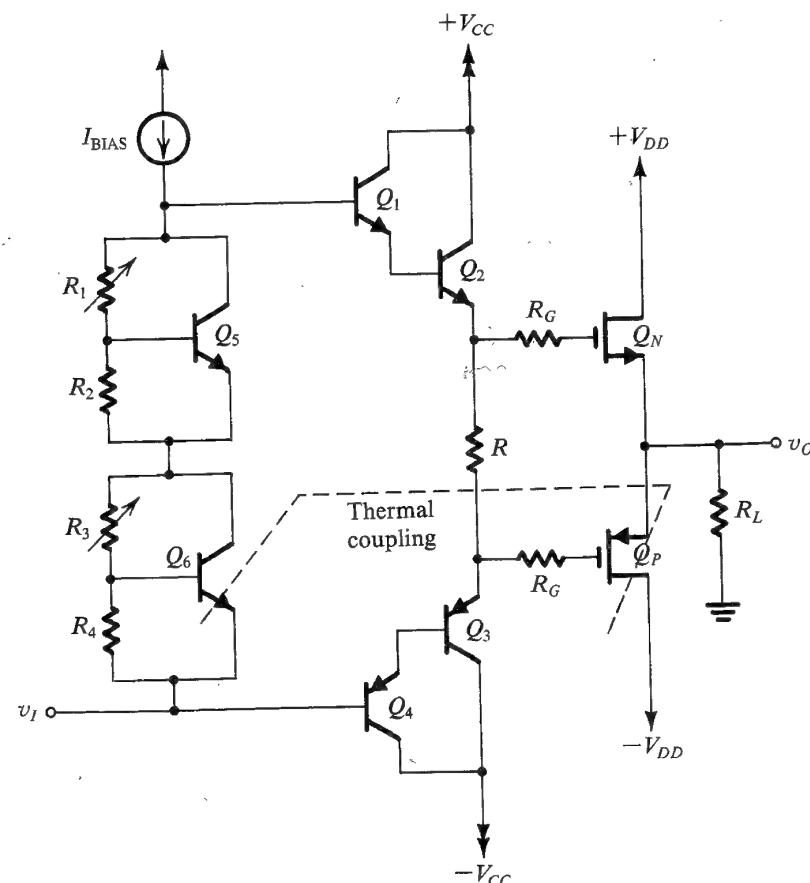 +V_CC
I_BIAS
+V_DD
Q_1
Q_2
R_1
R_G
Q_N
Q_5
R_2
v_O
R
R_3
Thermal
coupling
R_L
Q_6
Q_P
R_G
R_4
Q_3
v_I
Q_4
−V_DD
−V_CC